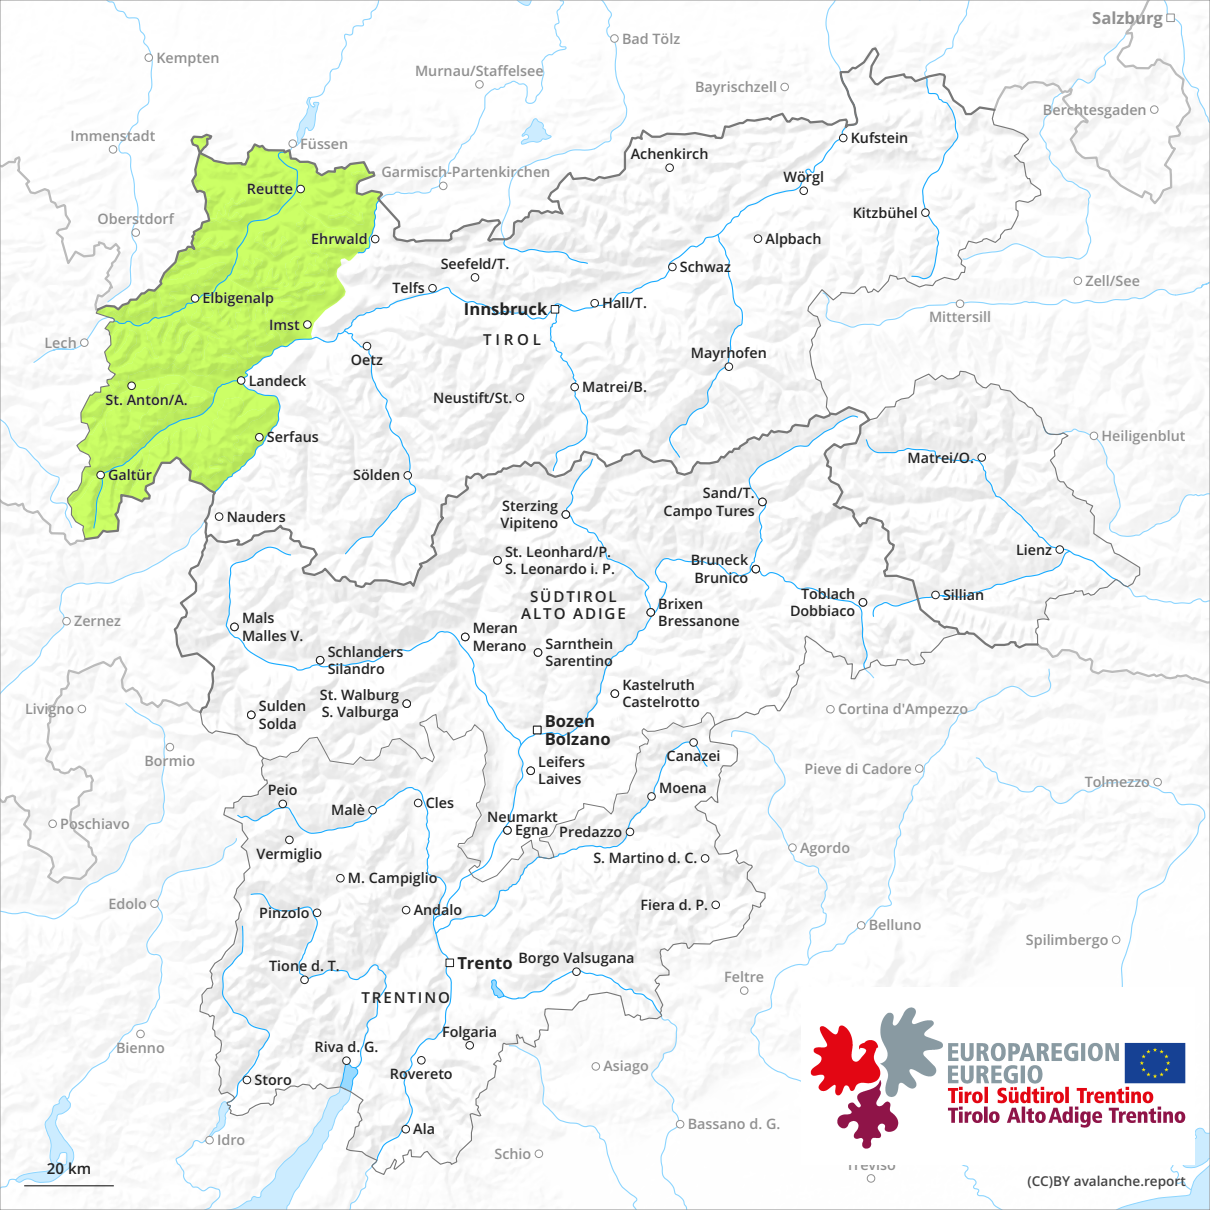 Salzburg
Bad Tölz
Kempten
Murnau/Staffelsee
Bayrischzell
Berchtesgaden
Immenstadt
Füssen
Kufstein
Achenkirch
Garmisch-Partenkirchen
Wörgl
Reutte
Oberstdorf
Kitzbühel
Ehrwald
Alpbach
Seefeld/T.
Schwaz
Zell/See
Telfs
Elbigenalp
Hall/T.
Innsbruck
Mittersill
Imst
TIROL
Lech
Oetz
Mayrhofen
Landeck
Matrei/B.
St. Anton/A.
Neustift/St.
Serfaus
Heiligenblut
Matrei/O.
Galtür
Sölden
Sand/T.
Campo Tures
Sterzing
Vipiteno
Nauders
St. Leonhard/P.
S. Leonardo i. P.
Lienz
Bruneck
Brunico
SÜDTIROL
ALTO ADIGE
Toblach
Dobbiaco
Sillian
Brixen
Bressanone
Zernez
Mals
Malles V.
Meran
Merano
Sarnthein
Sarentino
Schlanders
Silandro
Kastelruth
Castelrotto
St. Walburg
S. Valburga
Livigno
Sulden
Solda
Cortina d'Ampezzo
Bozen
Bolzano
Bormio
Canazei
Leifers
Laives
Pieve di Cadore
Tolmezzo
Peio
Moena
Malè
Cles
Neumarkt
Egna
Poschiavo
Predazzo
Vermiglio
Agordo
S. Martino d. C.
M. Campiglio
Edolo
Pinzolo
Andalo
Fiera d. P.
Belluno
Spilimbergo
Trento
Borgo Valsugana
Tione d. T.
Feltre
TRENTINO
Folgaria
Bienno
Riva d. G.
Rovereto
Asiago
Storo
EUROPAREGION
EUREGIO
Tirol Südtirol Trentino
Tirolo Alto Adige Trentino
Ala
Bassano d. G.
Idro
Schio
Treviso
20 km
(CC)BY avalanche.report